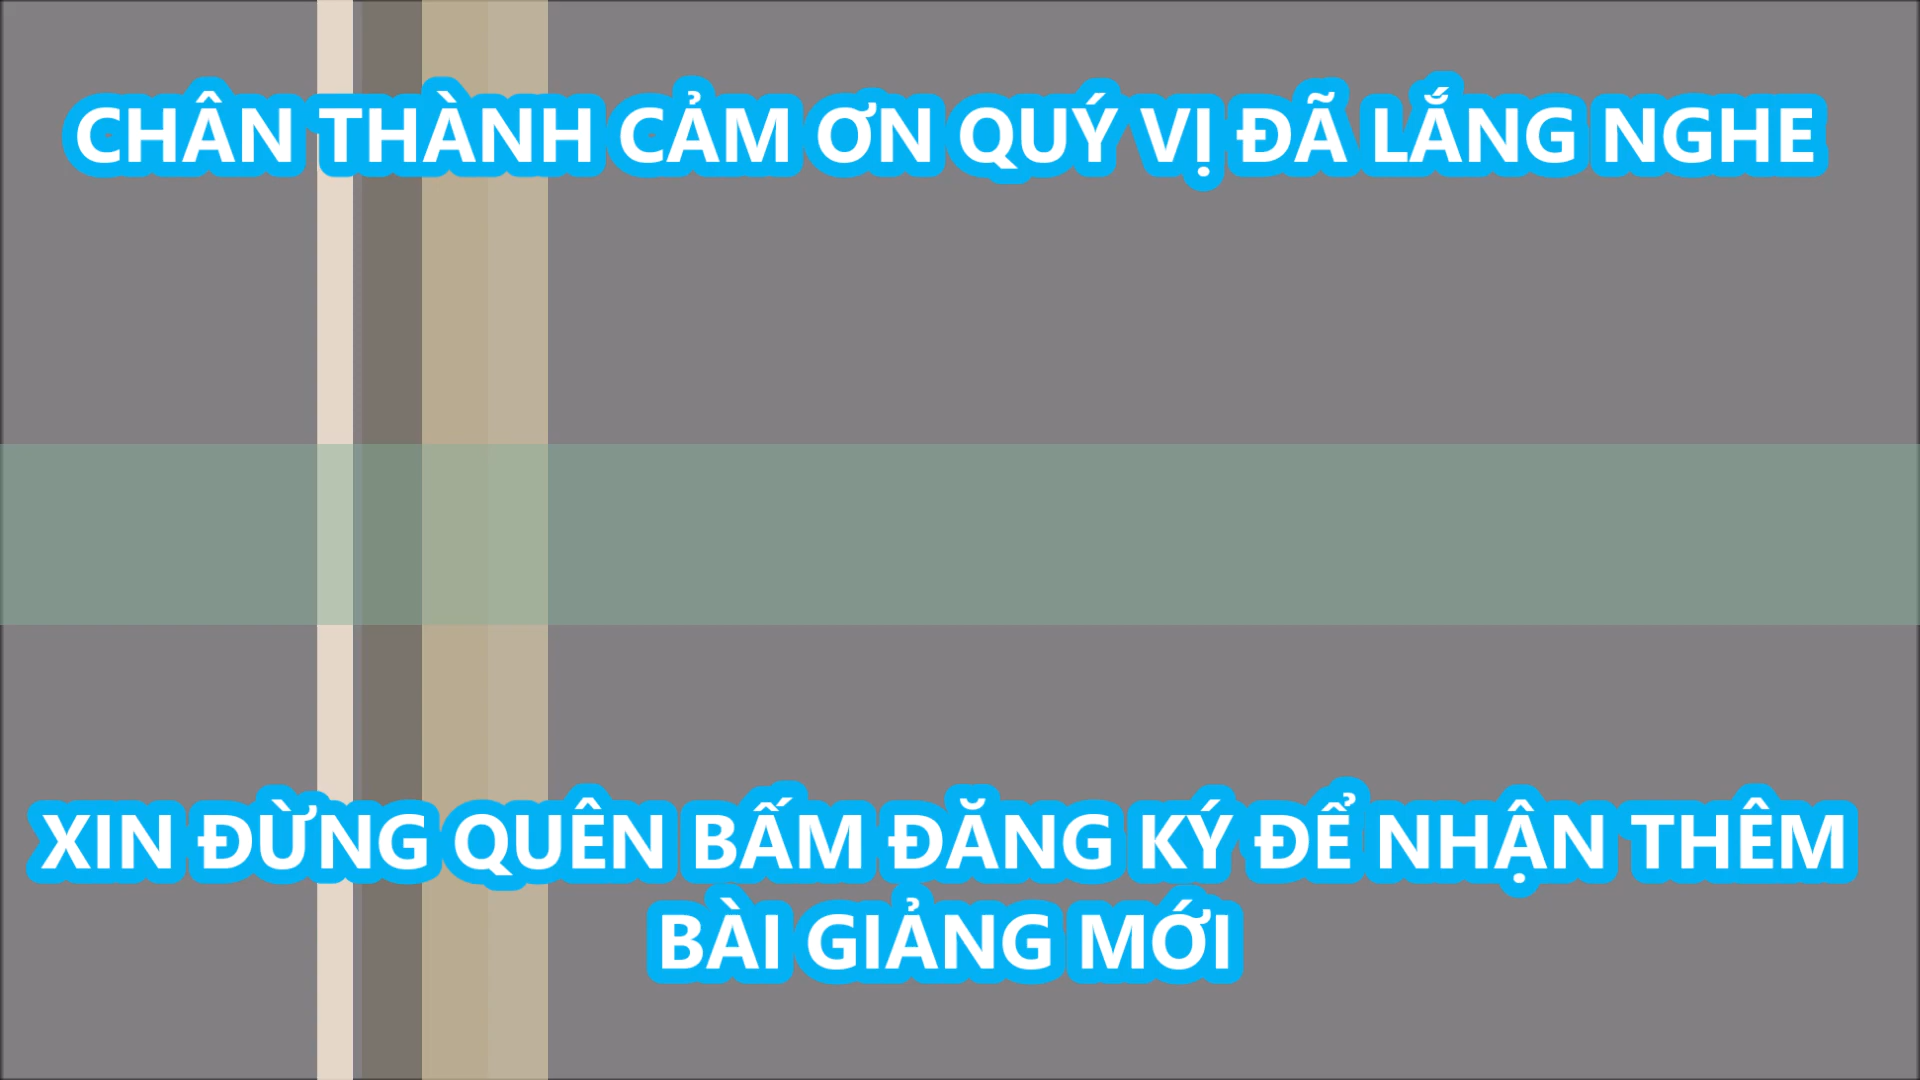 CHÂN THÀNH CẢM ƠN QUÝ VỊ ĐÃ LẮNG NGHE
XIN ĐỪNG QUÊN BẤM ĐĂNG KÝ ĐỂ NHẬN THÊM
BÀI GIẢNG MỚI